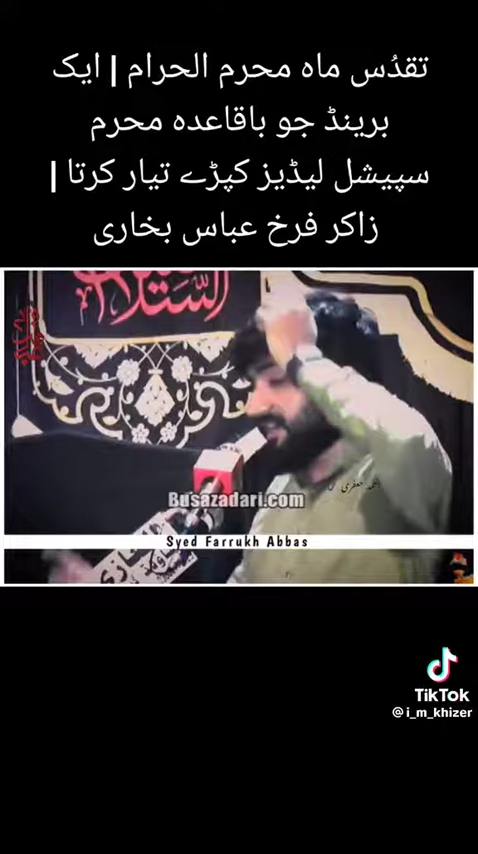 تقدُس ماہ محرم الحرام | ایک
برینڈ جو باقاعدہ محرم
سپیشل لیڈیز کپڑے تیار کرتا |
زاکر فرخ عباس بخاری
Busazadari.com
Syed Farrukh Abbas
TikTok
@i_m_khizer